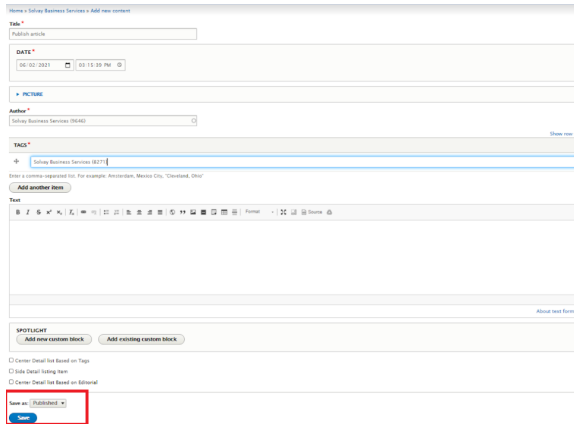 Home » Solvay Business Services » Add new content
Title *
Publish article
DATE *
06/02/2021 03:15:39 PM
▸ PICTURE
Author *
Solvay Business Services (9646)
Show row
TAGS *
Solvay Business Services (8271)
Enter a comma-separated list. For example: Amsterdam, Mexico City, "Cleveland, Ohio"
Add another item
Text
B I S x² x₂ Format Source
About text form
SPOTLIGHT
Add new custom block Add existing custom block
Center Detail list Based on Tags
Side Detail listing Item
Center Detail list Based on Editorial
Save as: Published
Save